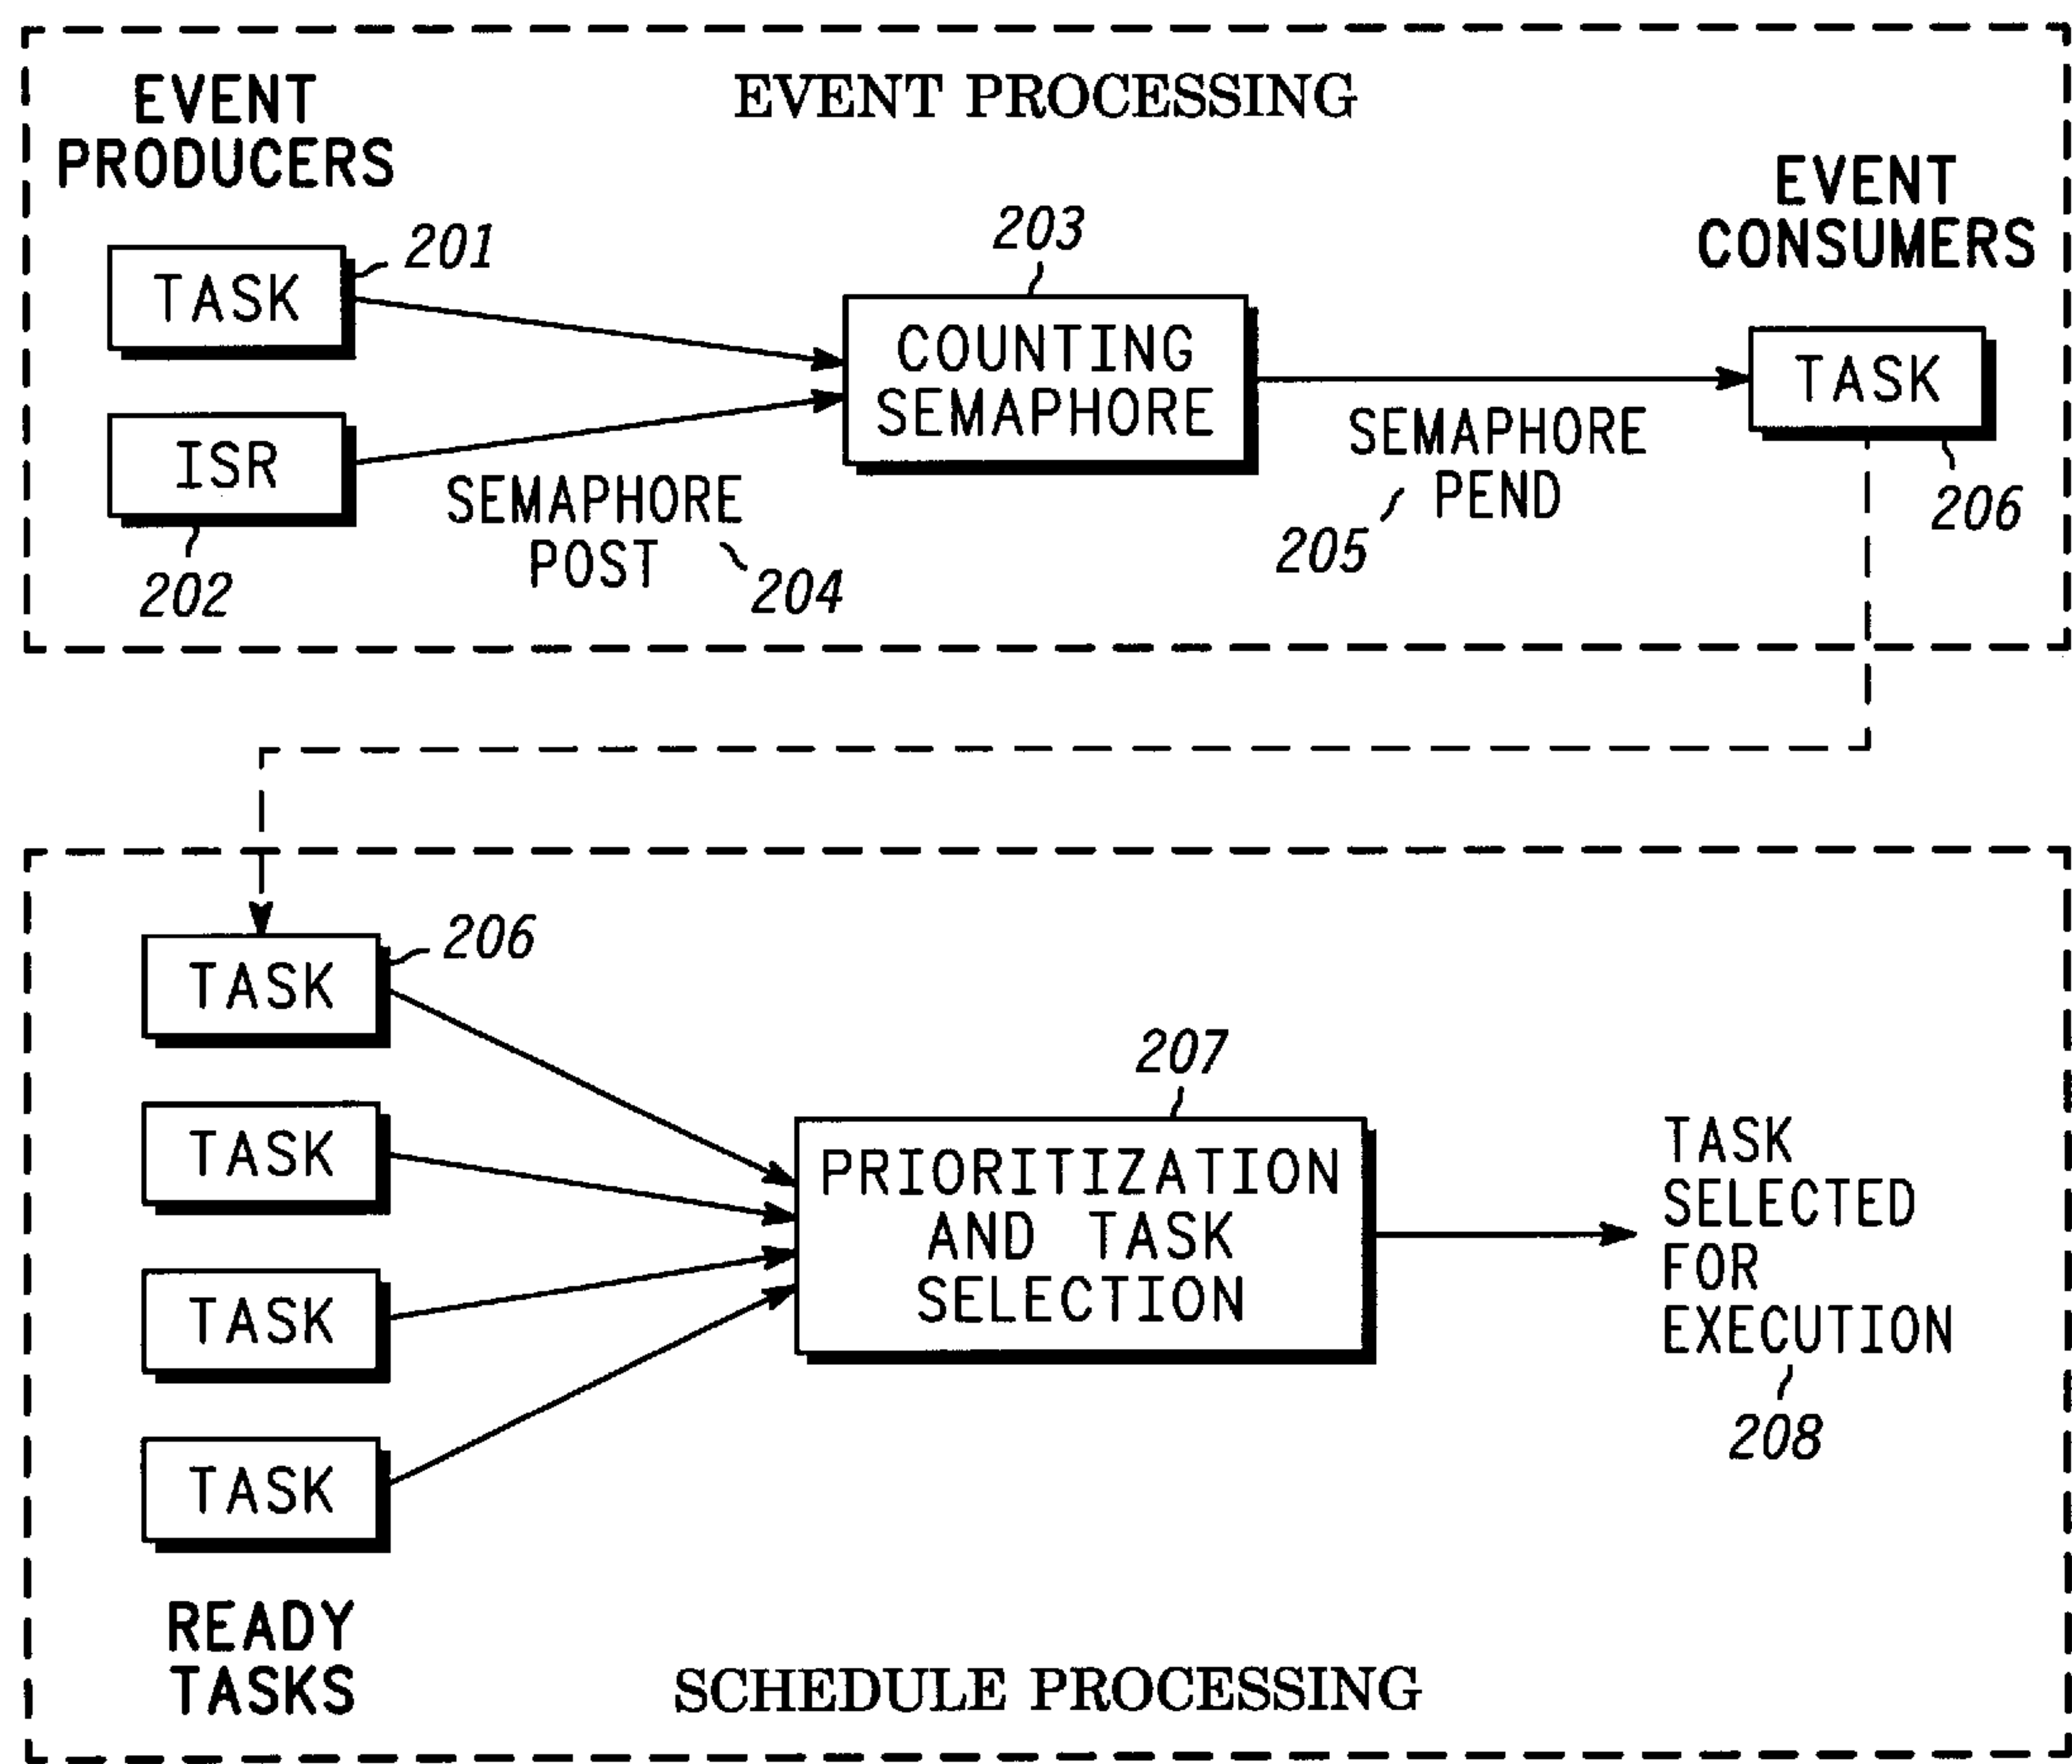 EVENT
PRODUCERS
EVENT PROCESSING
EVENT
CONSUMERS
TASK
201
ISR
202
SEMAPHORE
POST
204
203
COUNTING
SEMAPHORE
SEMAPHORE
PEND
205
TASK
206
TASK
206
TASK
TASK
TASK
READY
TASKS
207
PRIORITIZATION
AND TASK
SELECTION
TASK
SELECTED
FOR
EXECUTION
208
SCHEDULE PROCESSING